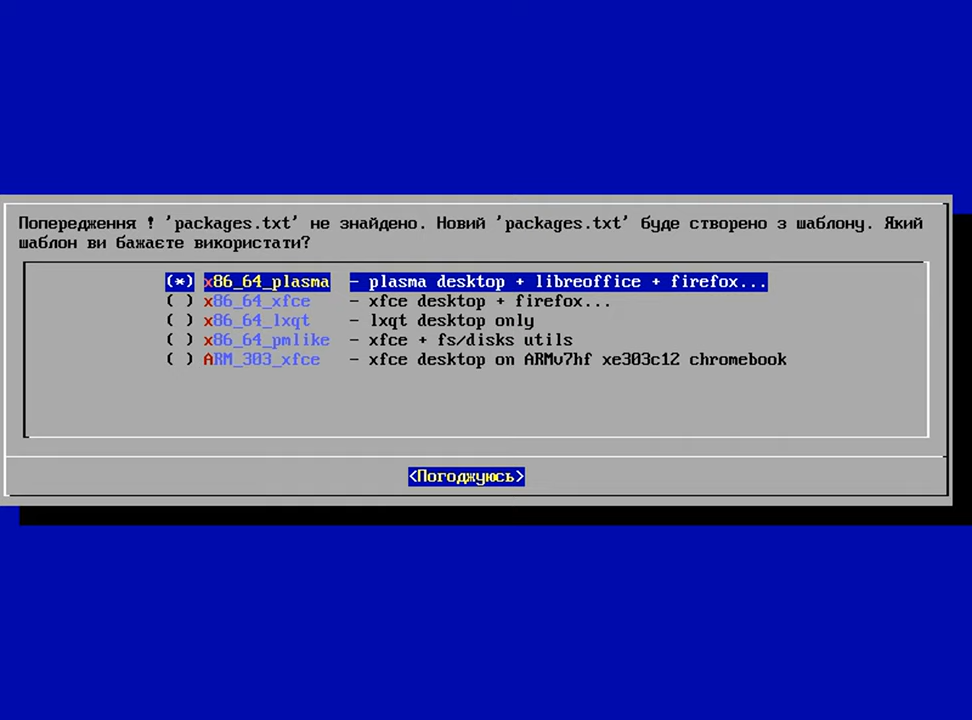 Попередження ! 'packages.txt' не знайдено. Новий 'packages.txt' буде створено з шаблону. Який
шаблон ви бажаєте використати?
(*) x86_64_plasma - plasma desktop + libreoffice + firefox...
( ) x86_64_xfce - xfce desktop + firefox...
( ) x86_64_lxqt - lxqt desktop only
( ) x86_64_pmlike - xfce + fs/disks utils
( ) ARM_303_xfce - xfce desktop on ARMv7hf xe303c12 chromebook
<Погоджуюсь>